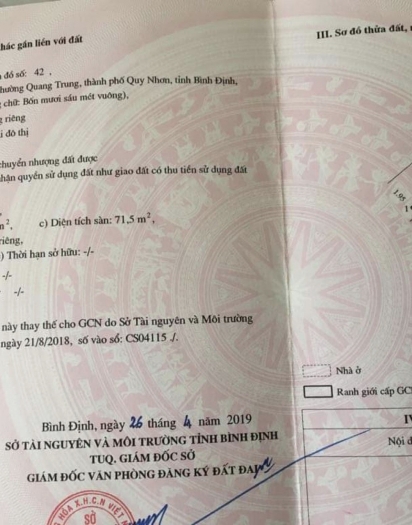 hác gắn liền với đất
đồ số: 42 ,
hường Quang Trung, thành phố Quy Nhơn, tỉnh Bình Định,
chữ: Bốn mươi sáu mét vuông),
g riêng
i đô thị
chuyển nhượng đất được
nhận quyền sử dụng đất như giao đất có thu tiền sử dụng đất
m², c) Diện tích sàn: 71,5 m²,
riêng,
) Thời hạn sở hữu: -/-
-/-
-/-
này thay thế cho GCN do Sở Tài nguyên và Môi trường
ngày 21/8/2018, số vào sổ: CS04115 ./.
Bình Định, ngày 26 tháng 4 năm 2019
SỞ TÀI NGUYÊN VÀ MÔI TRƯỜNG TỈNH BÌNH ĐỊNH
TUQ. GIÁM ĐỐC SỞ
GIÁM ĐỐC VĂN PHÒNG ĐĂNG KÝ ĐẤT ĐAI
X.H.C.N VIỆT
SỞ
III. Sơ đồ thửa đất,
1.95
Nhà ở
Ranh giới cấp GC
IV
Nội d